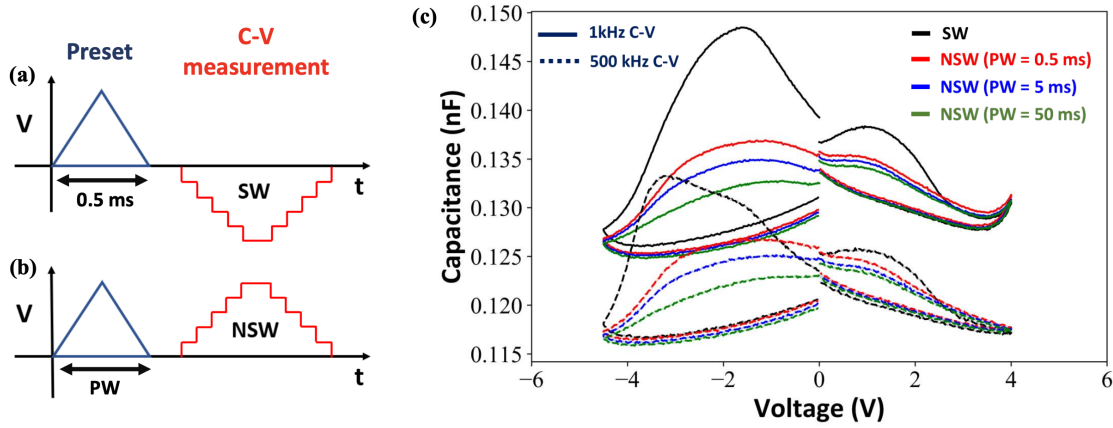 (a)
Preset
C-V
measurement
V
SW
t
0.5 ms
(b)
V
NSW
t
PW
(c)
1kHz C-V
500 kHz C-V
SW
NSW (PW = 0.5 ms)
NSW (PW = 5 ms)
NSW (PW = 50 ms)
Capacitance (nF)
0.150
0.145
0.140
0.135
0.130
0.125
0.120
0.115
−6
−4
−2
0
2
4
6
Voltage (V)